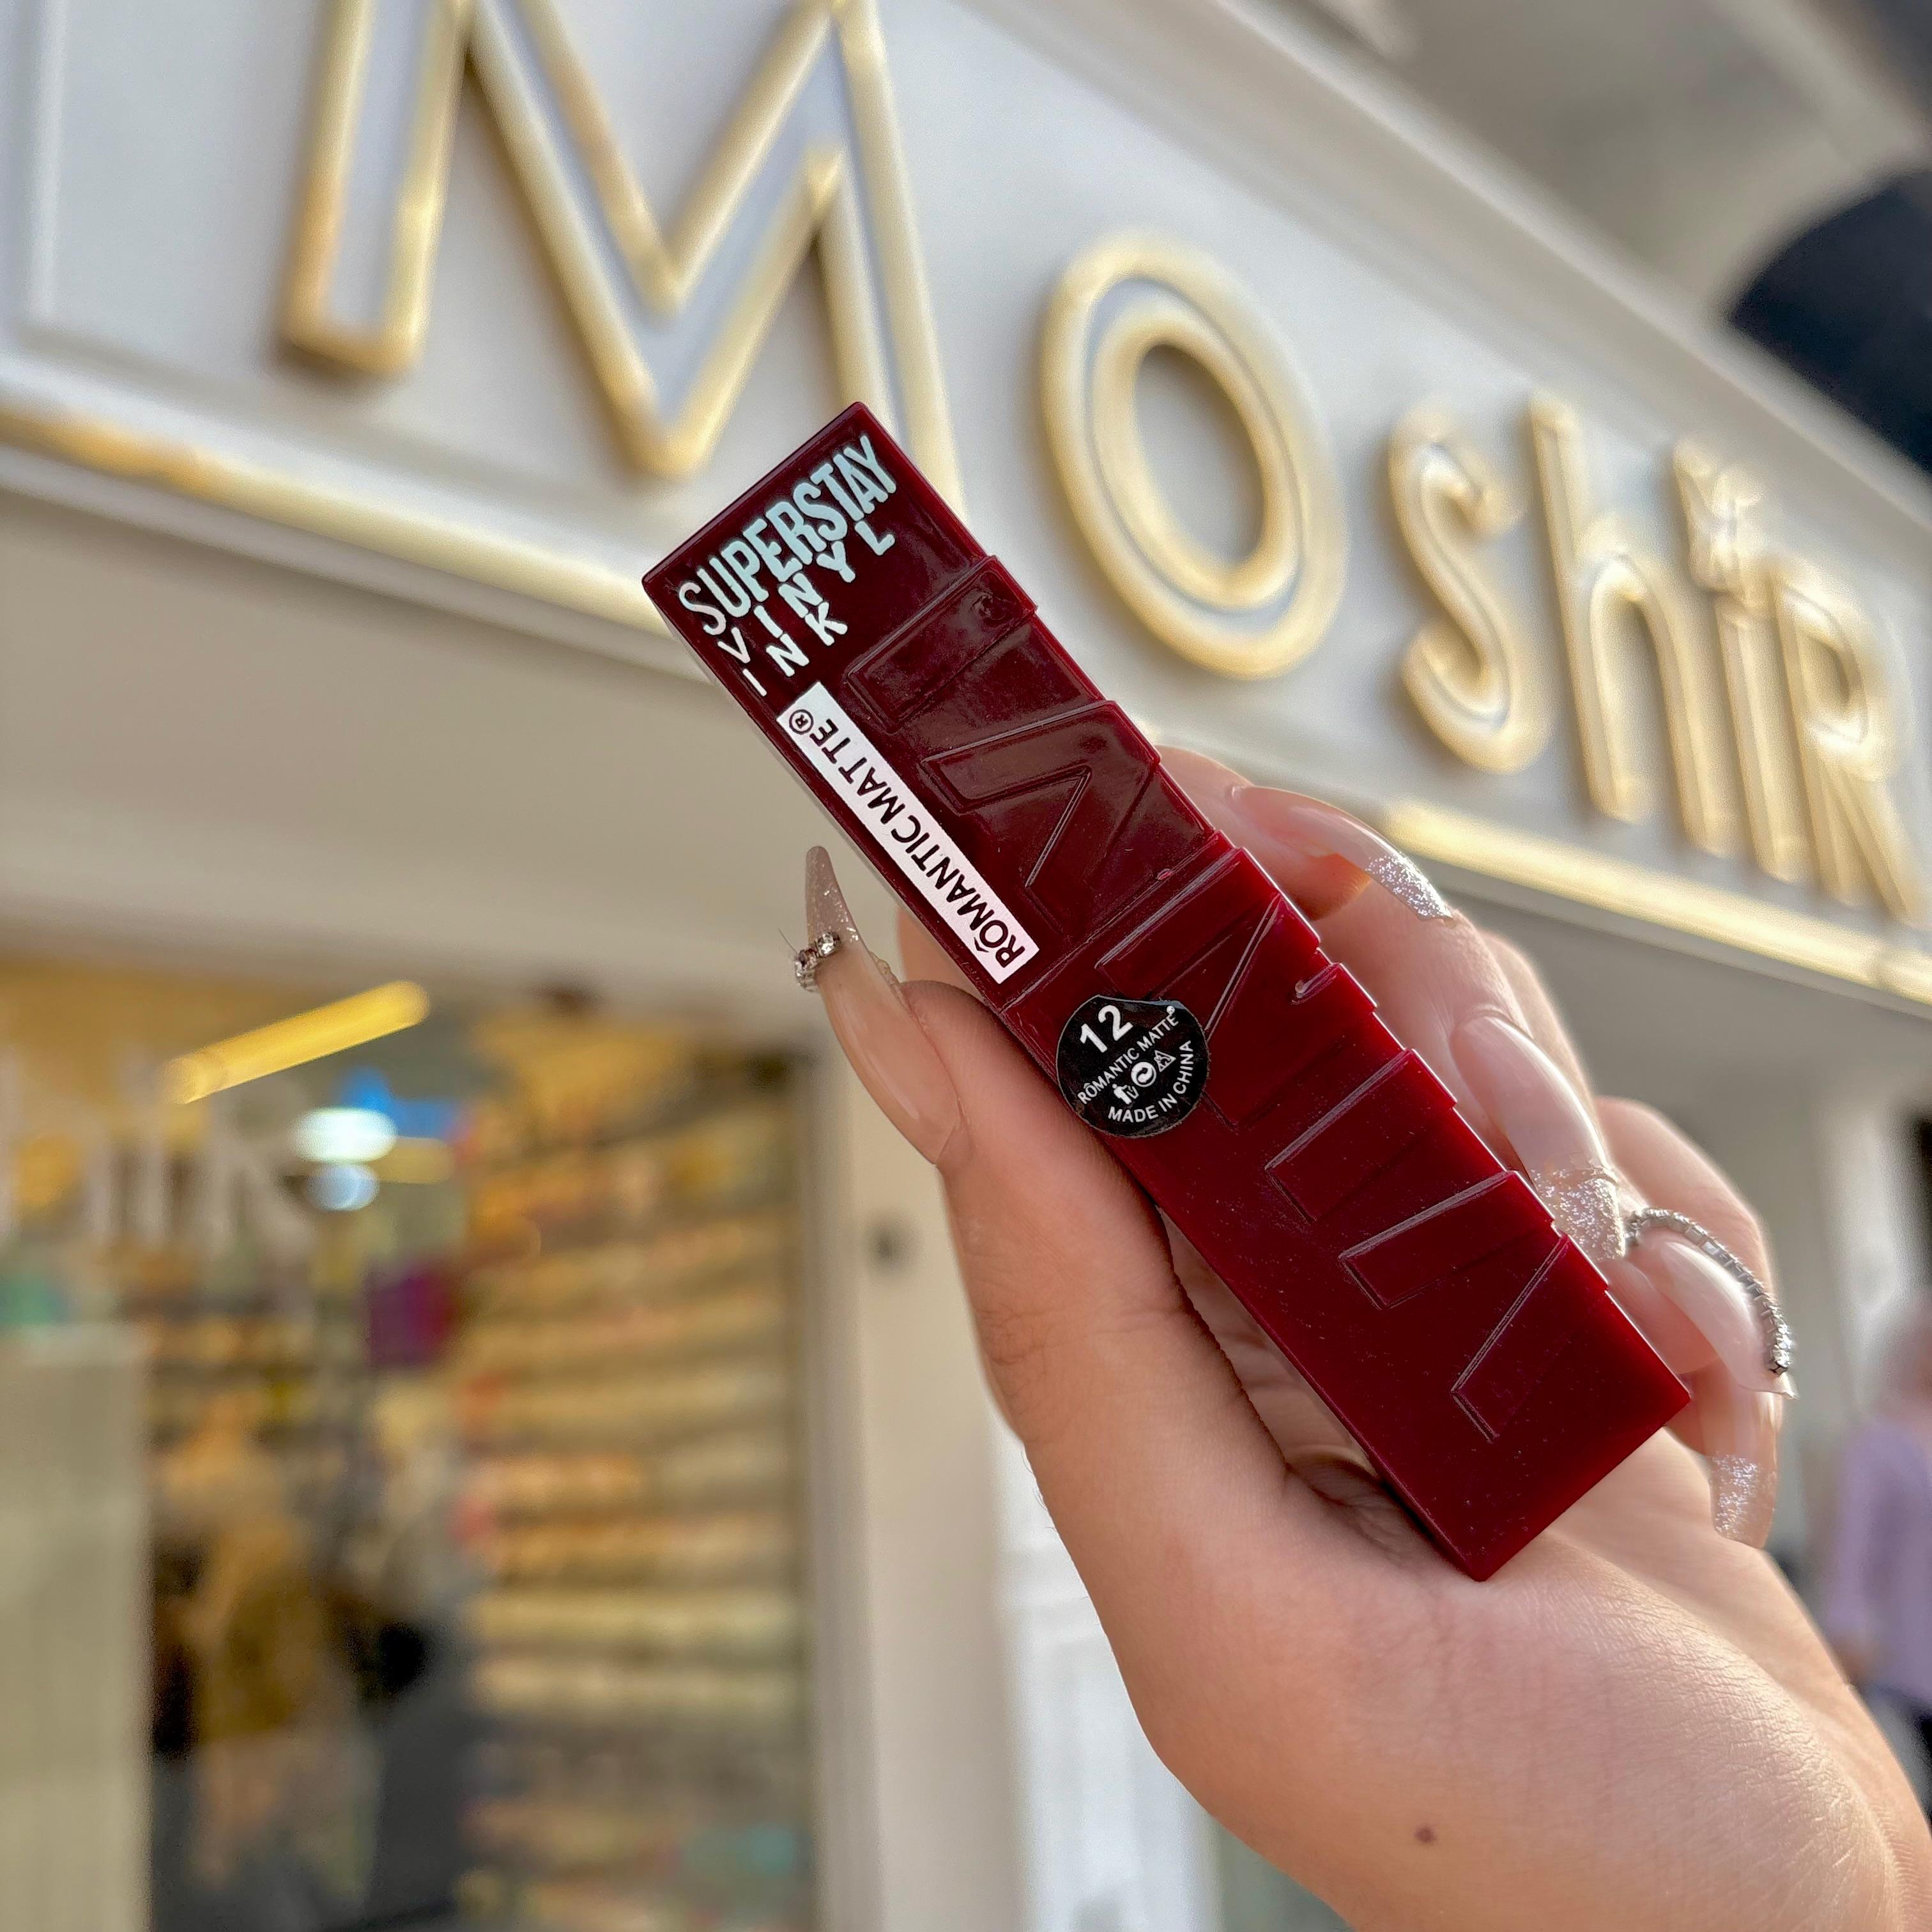 MoshiR
SUPERSTAY
VINYL
INK
RÔMANTIC MATTE®
12
RÔMANTIC MATTE®
MADE IN CHINA